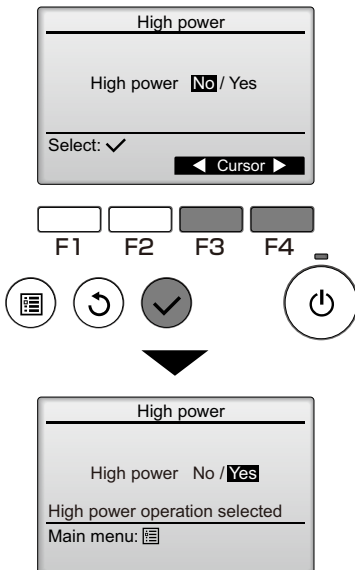 High power
High power No / Yes
Select: ✓
◀ Cursor ▶
F1 F2 F3 F4
High power
High power No / Yes
High power operation selected
Main menu: